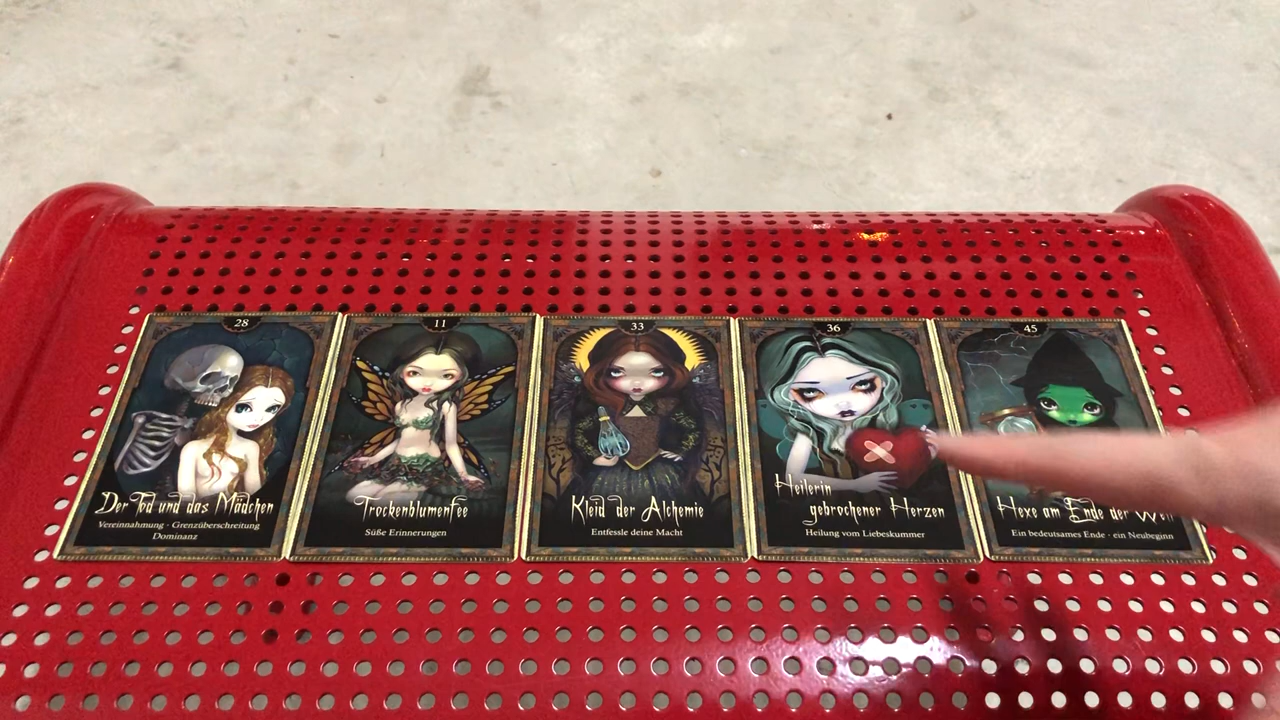 28
Der Tod und das Mädchen
Vereinnahmung · Grenzüberschreitung
Dominanz
11
Trockenblumenfee
Süße Erinnerungen
33
Kleid der Alchemie
Entfessle deine Macht
36
Heilerin
gebrochener Herzen
Heilung vom Liebeskummer
45
Hexe am Ende der Welt
Ein bedeutsames Ende · ein Neubeginn